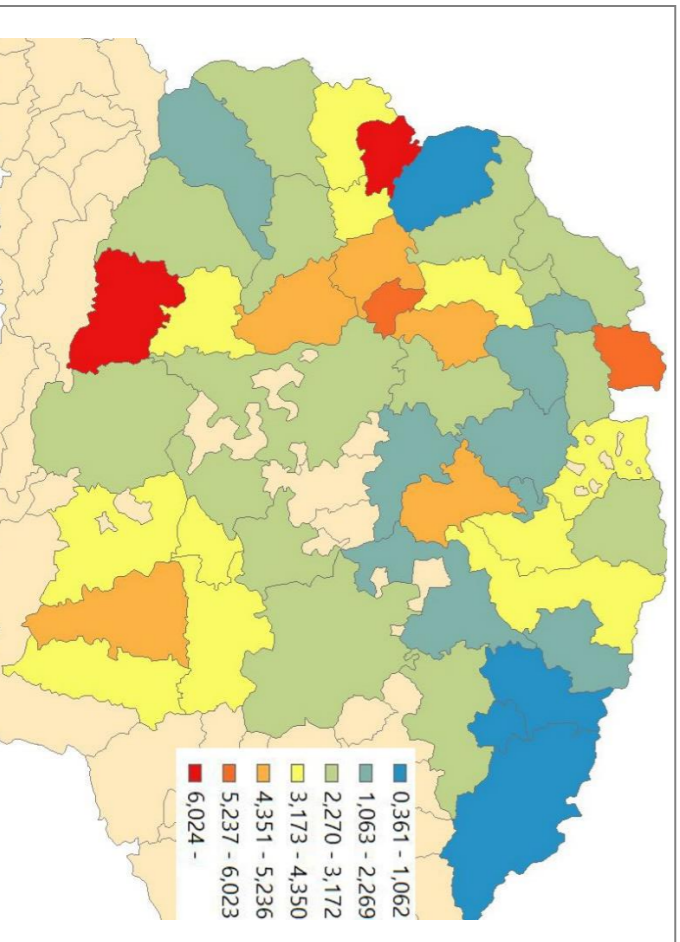 0,361 - 1,062
1,063 - 2,269
2,270 - 3,172
3,173 - 4,350
4,351 - 5,236
5,237 - 6,023
6,024 -